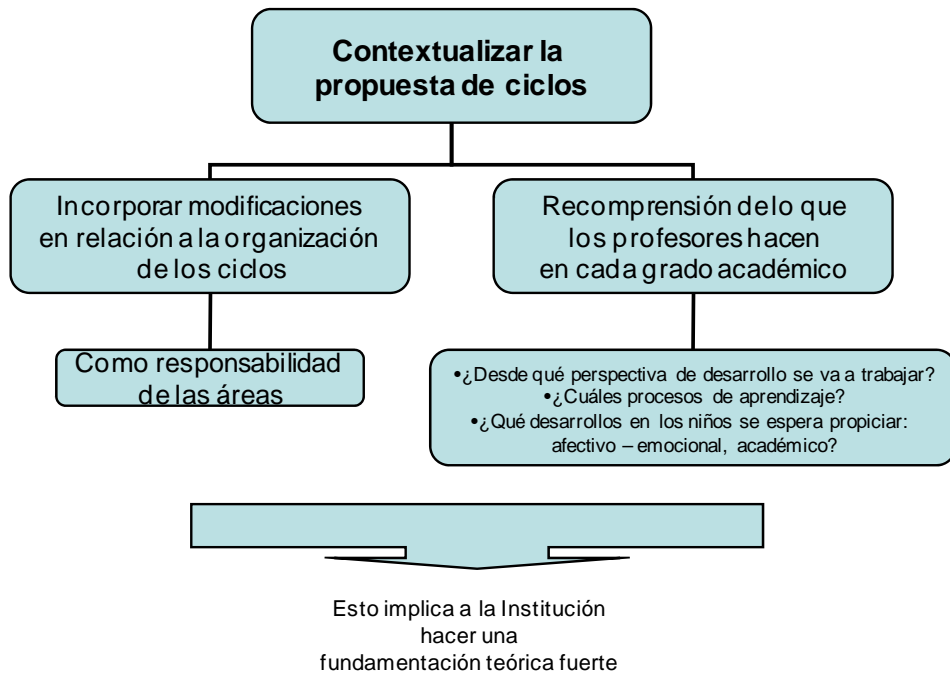 Contextualizar la
propuesta de ciclos
Incorporar modificaciones
en relación a la organización
de los ciclos
Recomprensión de lo que
los profesores hacen
en cada grado académico
Como responsabilidad
de las áreas
•¿Desde qué perspectiva de desarrollo se va a trabajar?
•¿Cuáles procesos de aprendizaje?
•¿Qué desarrollos en los niños se espera propiciar:
afectivo – emocional, académico?
Esto implica a la Institución
hacer una
fundamentación teórica fuerte